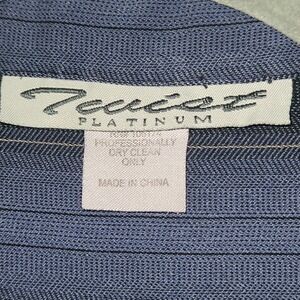 Twist
PLATINUM
PROFESSIONALLY
DRY CLEAN
ONLY
MADE IN CHINA